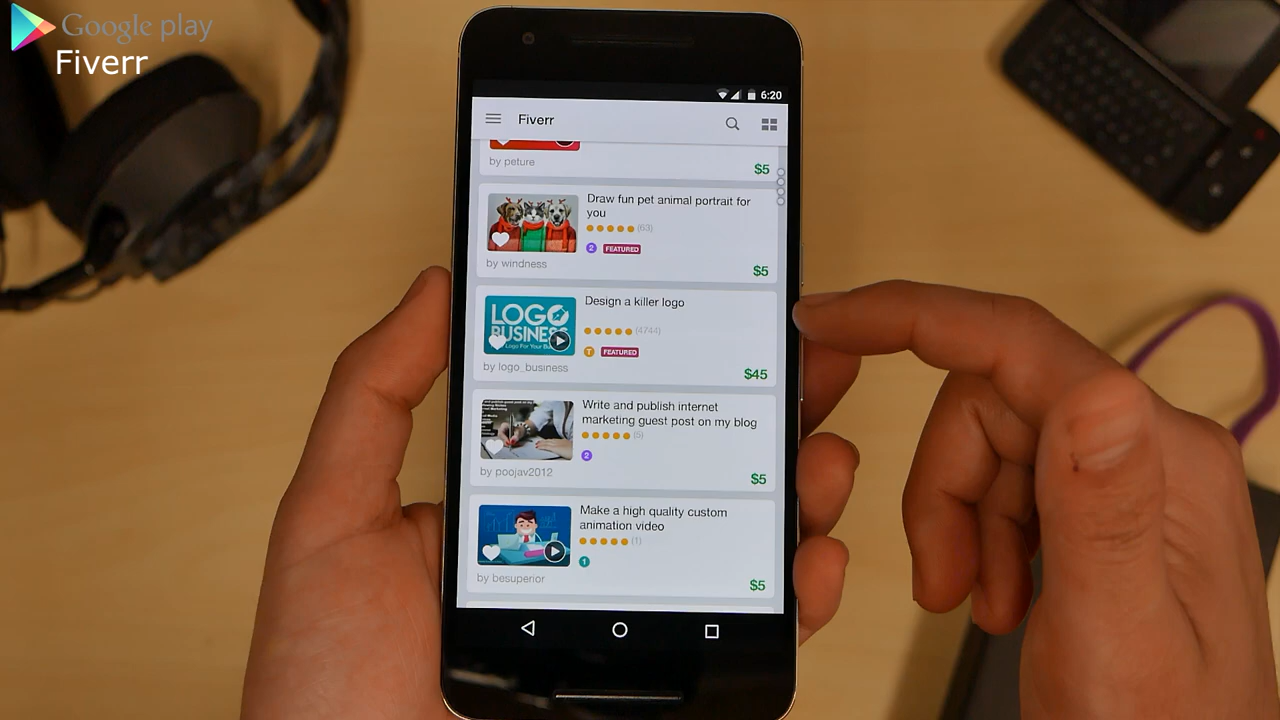 Google play
Fiverr
6:20
Fiverr
by peture
$5
Draw fun pet animal portrait for
you
(63)
2 FEATURED
by windness
$5
LOGO
BUSINESS
Logo For Your Bu
Design a killer logo
(4744)
T FEATURED
by logo_business
$45
Write and publish internet
marketing guest post on my blog
(5)
2
by poojav2012
$5
Make a high quality custom
animation video
(1)
1
by besuperior
$5